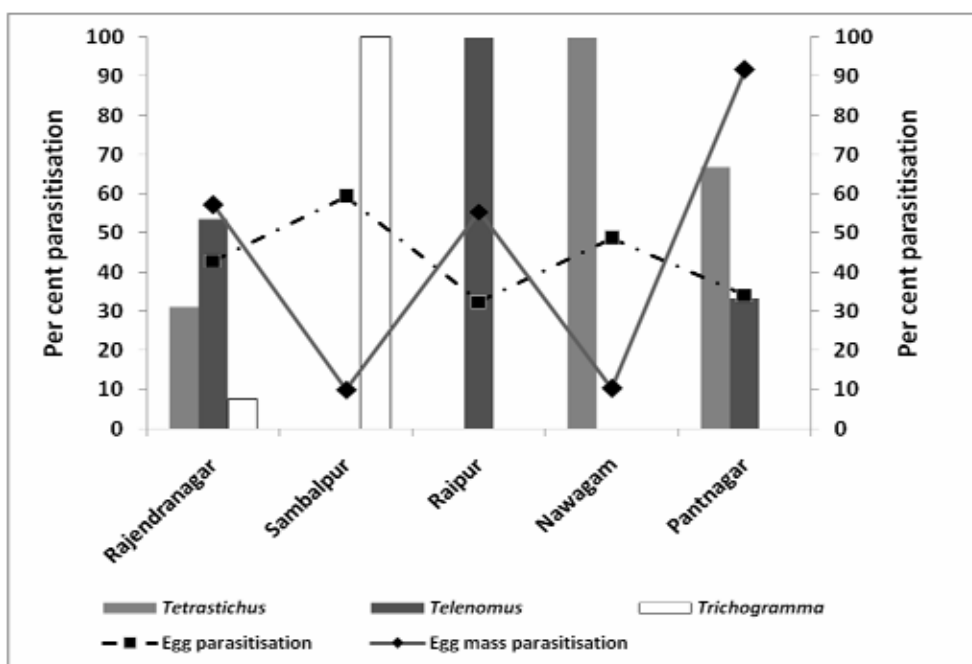 Per cent parasitisation
100
90
80
70
60
50
40
30
20
10
0
100
90
80
70
60
50
40
30
20
10
0
Per cent parasitisation
Rajendranagar
Sambalpur
Raipur
Nawagam
Pantnagar
Tetrastichus Telenomus Trichogramma
Egg parasitisation Egg mass parasitisation